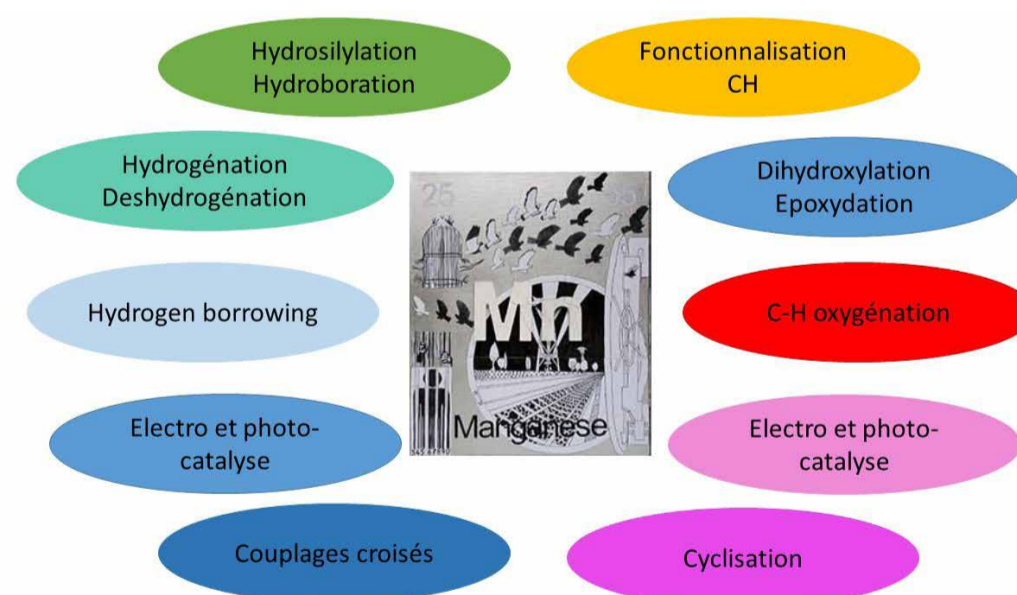 Hydrosilylation
Hydroboration
Fonctionnalisation
CH
Hydrogénation
Deshydrogénation
Dihydroxylation
Epoxydation
25
55
Mn
Manganese
Hydrogen borrowing
C-H oxygénation
Electro et photo-
catalyse
Electro et photo-
catalyse
Couplages croisés
Cyclisation